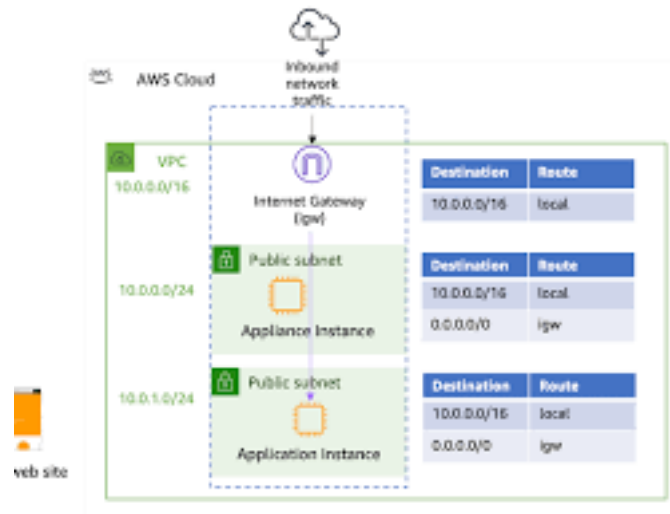 Inbound
network
traffic
aws
AWS Cloud
VPC
10.0.0.0/16
Internet Gateway
(igw)
Destination Route
10.0.0.0/16 local
Public subnet
10.0.0.0/24
Appliance Instance
Destination Route
10.0.0.0/16 local
0.0.0.0/0 igw
Public subnet
10.0.1.0/24
Application Instance
Destination Route
10.0.0.0/16 local
0.0.0.0/0 igw
web site